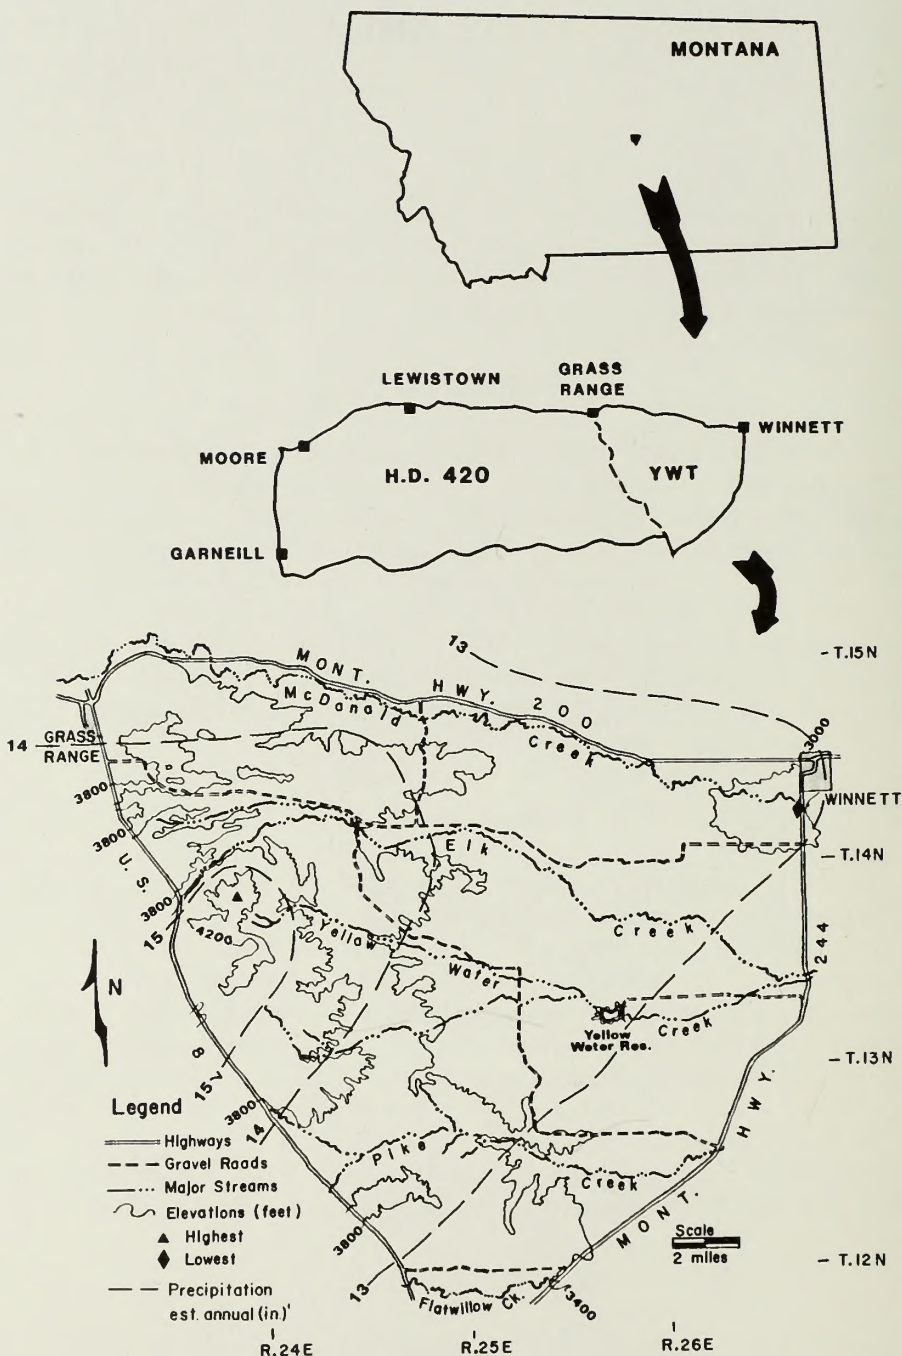 MONTANA
LEWISTOWN
GRASS
RANGE
WINNETT
MOORE
H.D. 420
YWT
GARNEILL
T.15N
13
MONT. HWY. 200
McDonald Creek
3000
14
GRASS
RANGE
3800
WINNETT
3800
T.14N
Elk Creek
U.S. 87
3800
15
4200
Yellow Water Creek
244
N
Yellow
Water Res.
T.13N
15
3800
14
MONT. HWY.
Pike Creek
Legend
Highways
Gravel Roads
Major Streams
Elevations (feet)
Highest
Lowest
Precipitation
est. annual (in)'
3800
13
Scale
2 miles
T.12N
Flatwillow Ck.
3400
R.24E
R.25E
R.26E